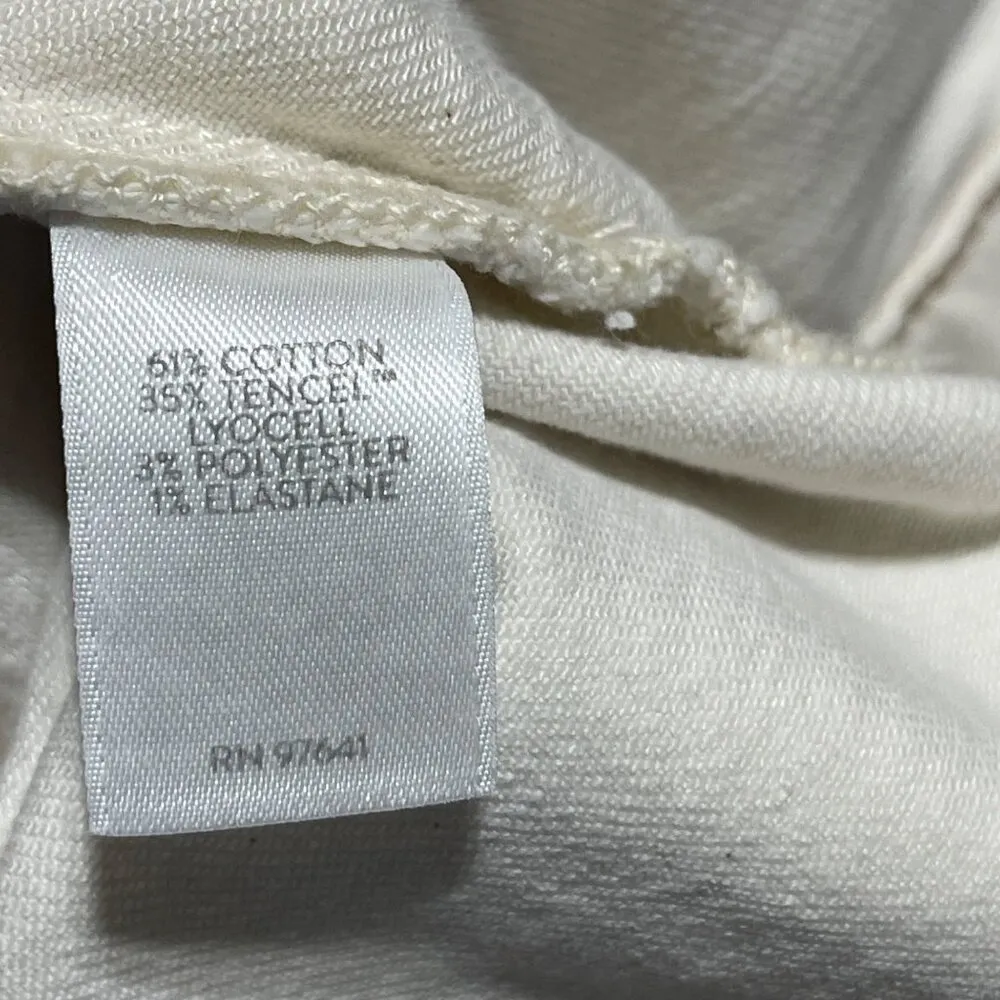 61% COTTON
35% TENCEL™
LYOCELL
3% POLYESTER
1% ELASTANE
RN 97641